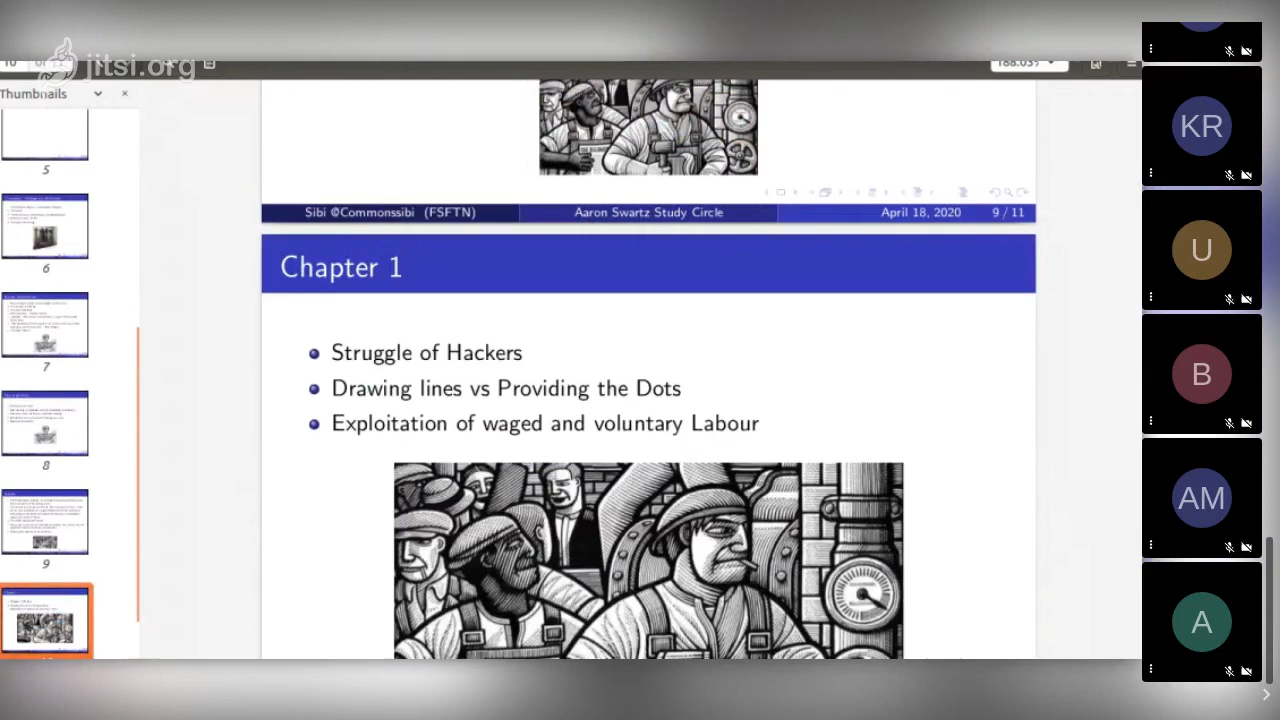 jitsi.org
188.03%
Thumbnails
5
6
7
8
9
Sibi @Commonssibi (FSFTN) Aaron Swartz Study Circle April 18, 2020 9 / 11
Chapter 1
Struggle of Hackers
Drawing lines vs Providing the Dots
Exploitation of waged and voluntary Labour
KR
U
B
AM
A